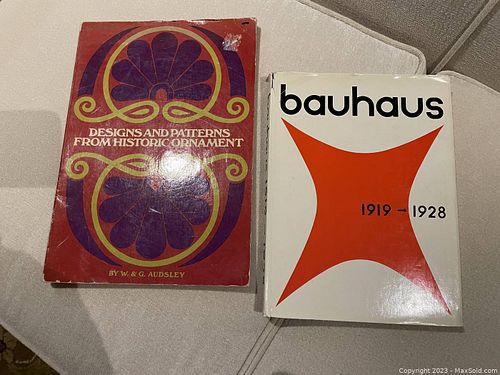 DESIGNS AND PATTERNS
FROM HISTORIC ORNAMENT
BY W. & G. AUDSLEY
bauhaus
1919 – 1928
Copyright 2023 - MaxSold.com